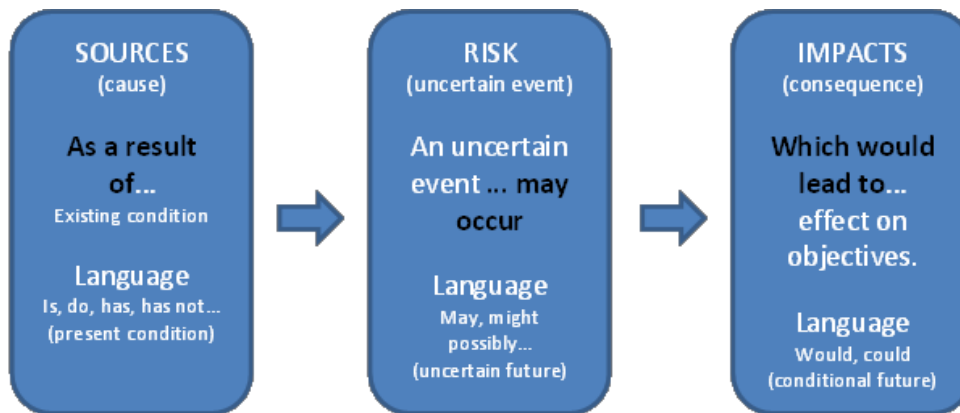 SOURCES
(cause)
As a result
of...
Existing condition
Language
Is, do, has, has not...
(present condition)
RISK
(uncertain event)
An uncertain
event ... may
occur
Language
May, might
possibly...
(uncertain future)
IMPACTS
(consequence)
Which would
lead to...
effect on
objectives.
Language
Would, could
(conditional future)